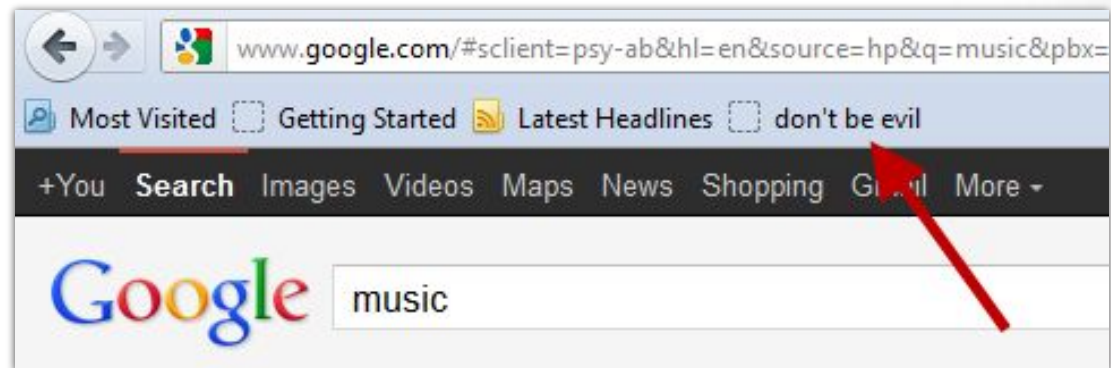 www.google.com/#sclient=psy-ab&hl=en&source=hp&q=music&pbx=
Most Visited Getting Started Latest Headlines don't be evil
+You Search Images Videos Maps News Shopping Gmail More
Google music